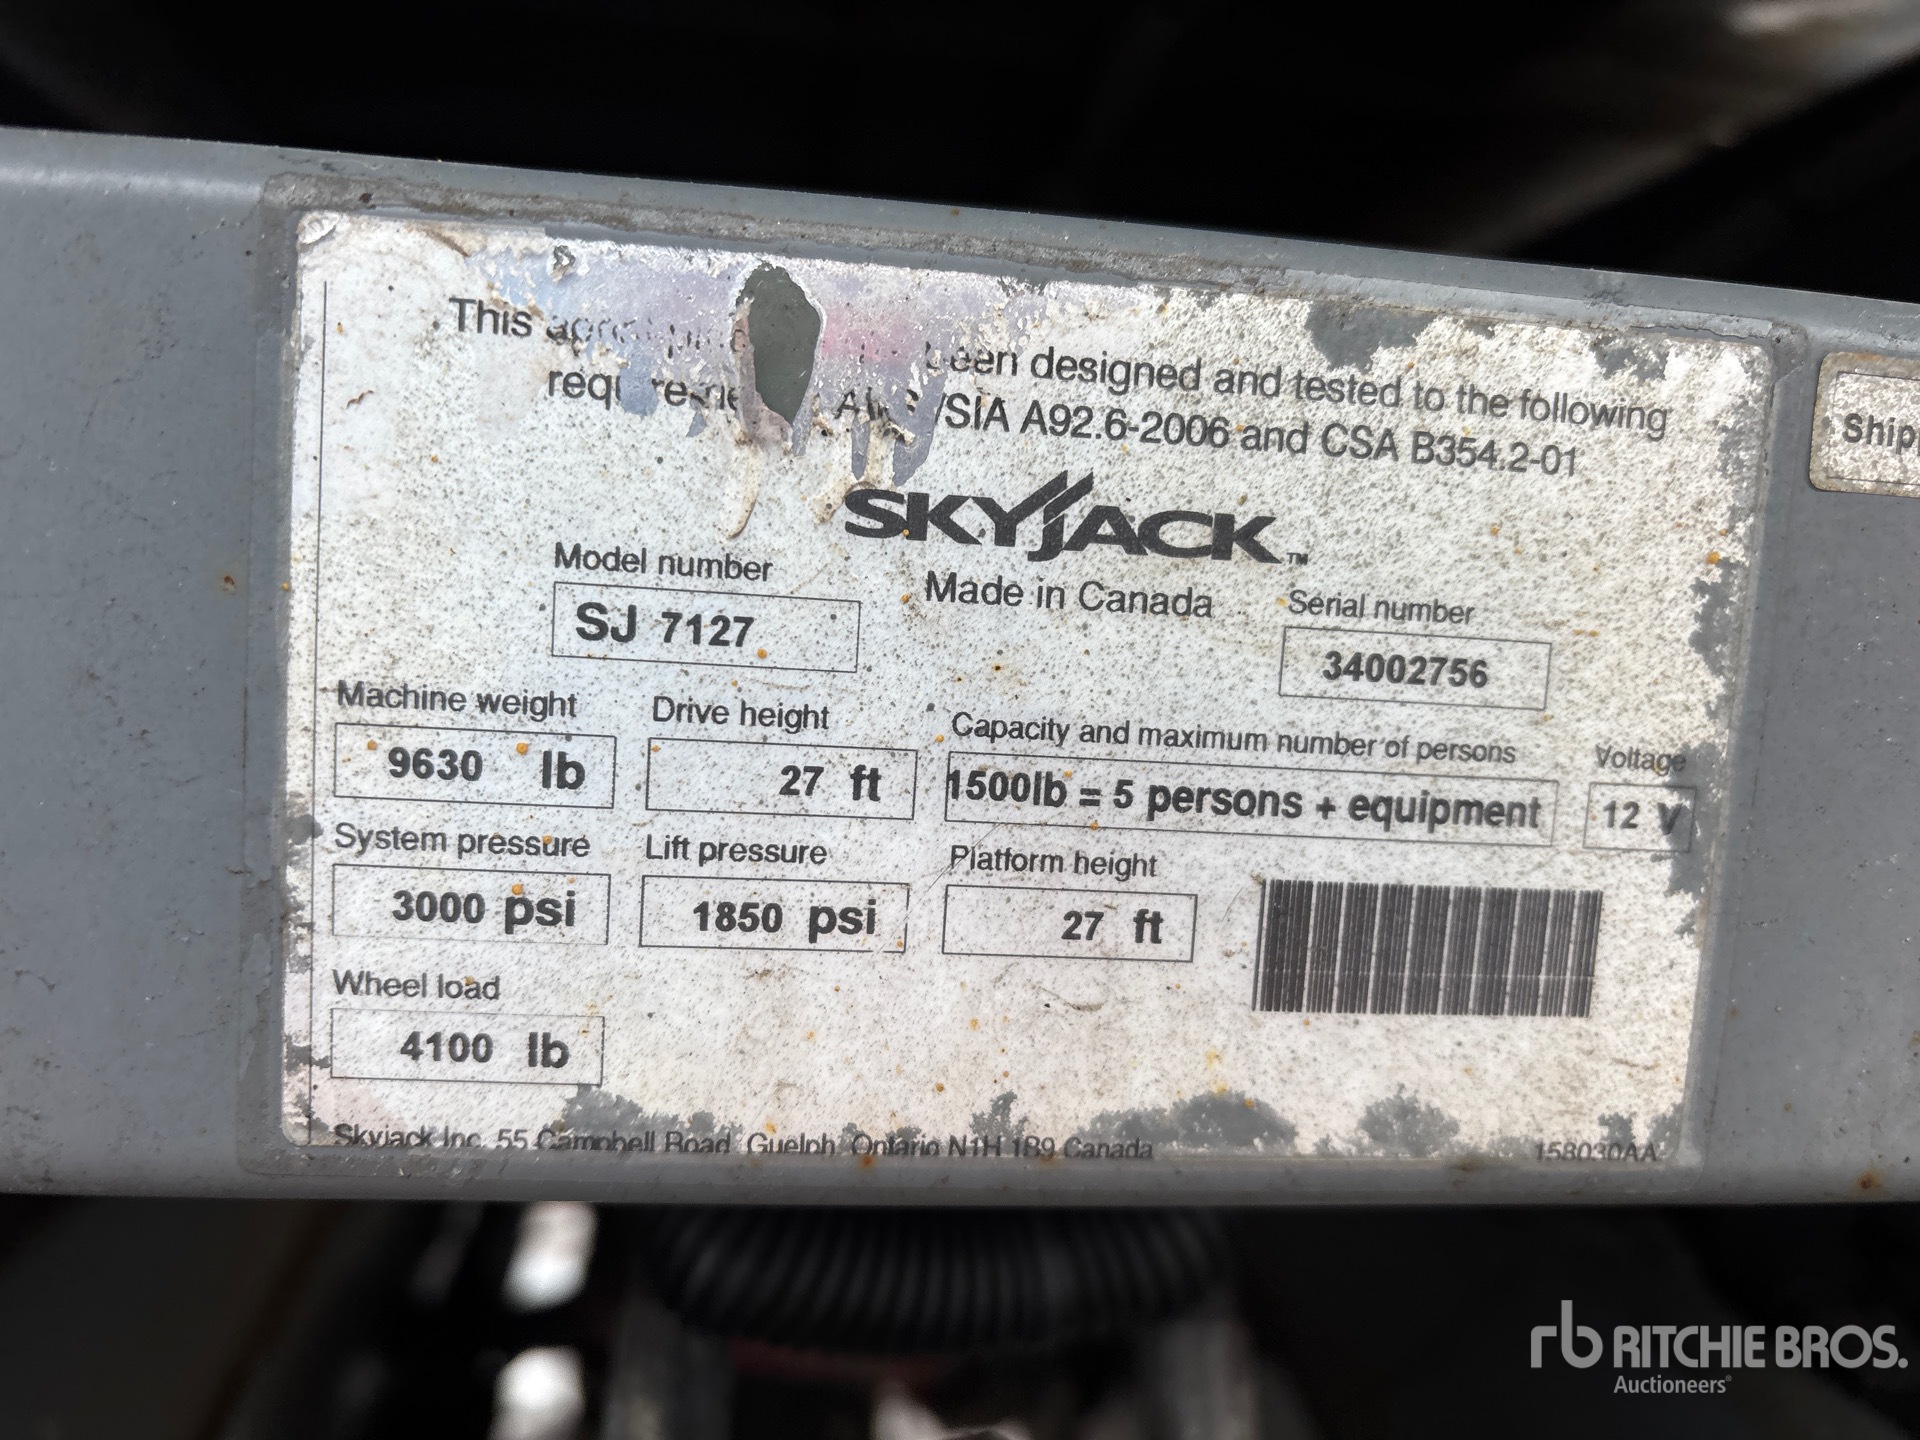 This
been designed and tested to the following
/SIA A92.6-2006 and CSA B354.2-01
SKYJACK™
Made in Canada
Model number
SJ 7127
Serial number
34002756
Machine weight
9630 lb
Drive height
27 ft
Capacity and maximum number of persons
1500lb = 5 persons + equipment
Voltage
12 V
System pressure
3000 psi
Lift pressure
1850 psi
Platform height
27 ft
Wheel load
4100 lb
Skyjack Inc. 55 Campbell Road Guelph Ontario N1H 1B9 Canada
158030AA
Ship
rb RITCHIE BROS.
Auctioneers®